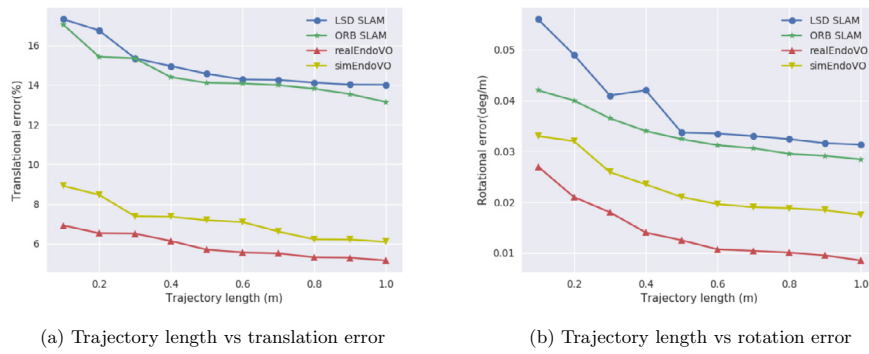 LSD SLAM
ORB SLAM
realEndoVO
simEndoVO
Translational error(%)
16
14
12
10
8
6
0.2
0.4
0.6
0.8
1.0
Trajectory length (m)
(a) Trajectory length vs translation error
LSD SLAM
ORB SLAM
realEndoVO
simEndoVO
Rotational error(deg/m)
0.05
0.04
0.03
0.02
0.01
0.2
0.4
0.6
0.8
1.0
Trajectory length (m)
(b) Trajectory length vs rotation error